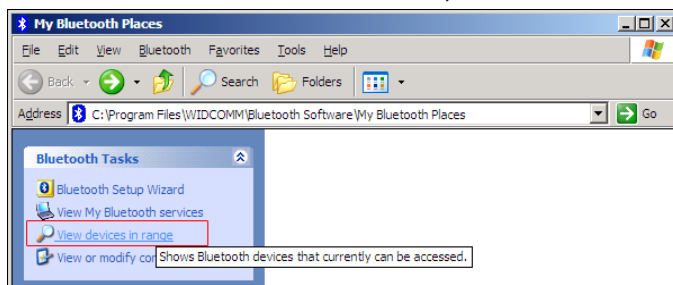 My Bluetooth Places
File Edit View Bluetooth Favorites Tools Help
Back Search Folders
Address C:\Program Files\WIDCOMM\Bluetooth Software\My Bluetooth Places Go
Bluetooth Tasks
Bluetooth Setup Wizard
View My Bluetooth services
View devices in range
View or modify con
Shows Bluetooth devices that currently can be accessed.